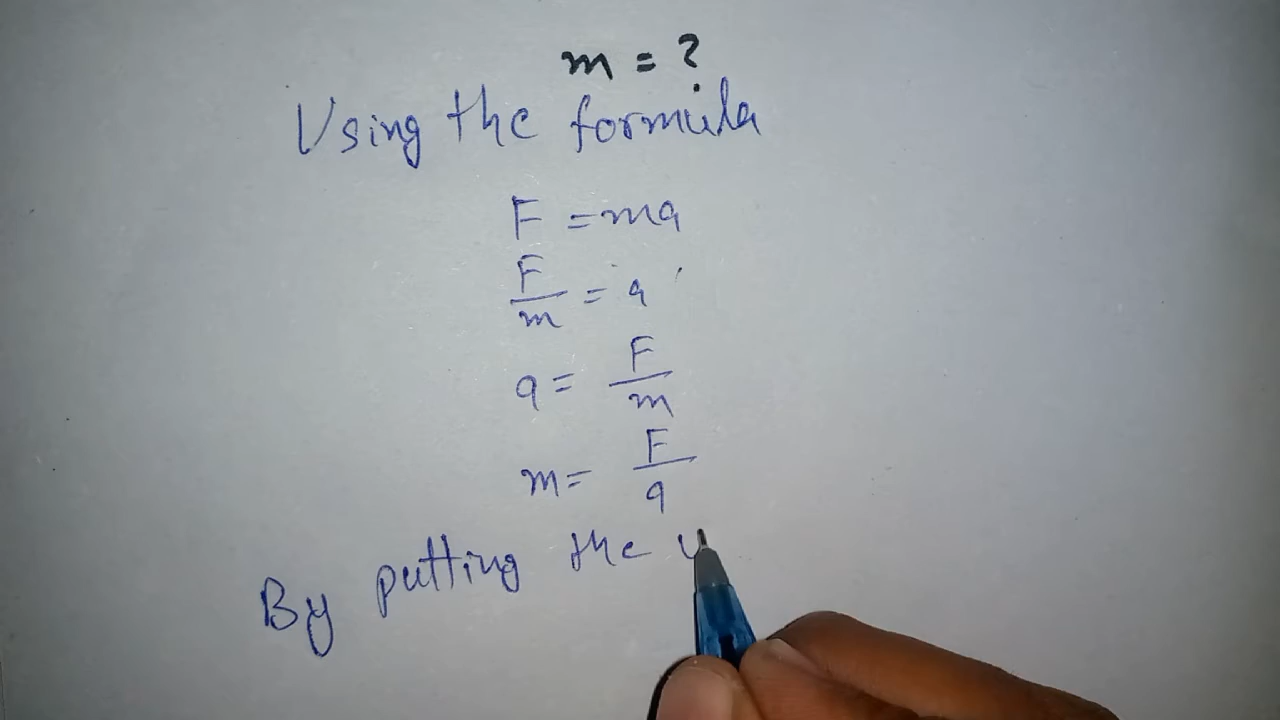 m = ?
Using the formula
F = ma
F/m = a
a = F/m
m = F/a
By putting the